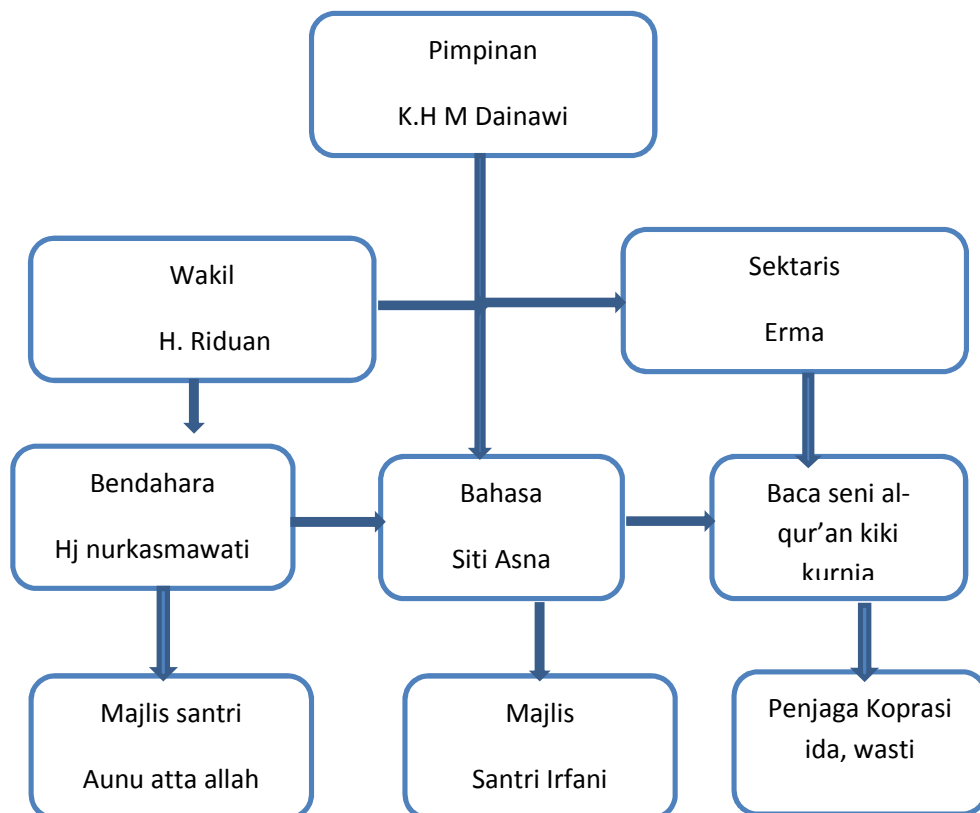 Pimpinan
K.H M Dainawi
Wakil
H. Riduan
Sektaris
Erma
Bendahara
Hj nurkasmawati
Bahasa
Siti Asna
Baca seni al-
qur’an kiki
kurnia
Majlis santri
Aunu atta allah
Majlis
Santri Irfani
Penjaga Koprasi
ida, wasti